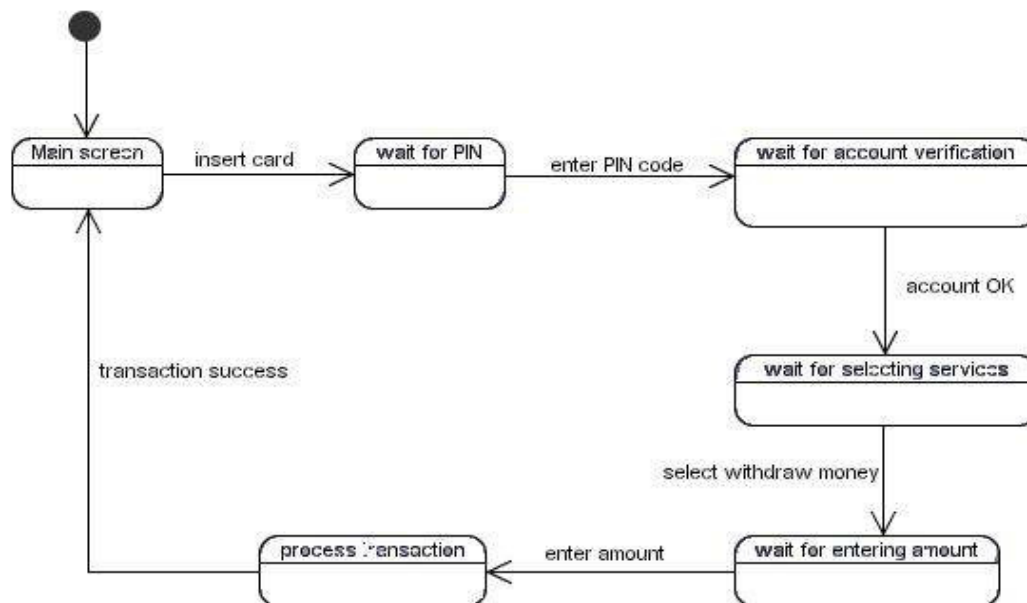 Main screen
insert card
wait for PIN
enter PIN code
wait for account verification
account OK
transaction success
wait for selecting services
select withdraw money
process transaction
enter amount
wait for entering amount